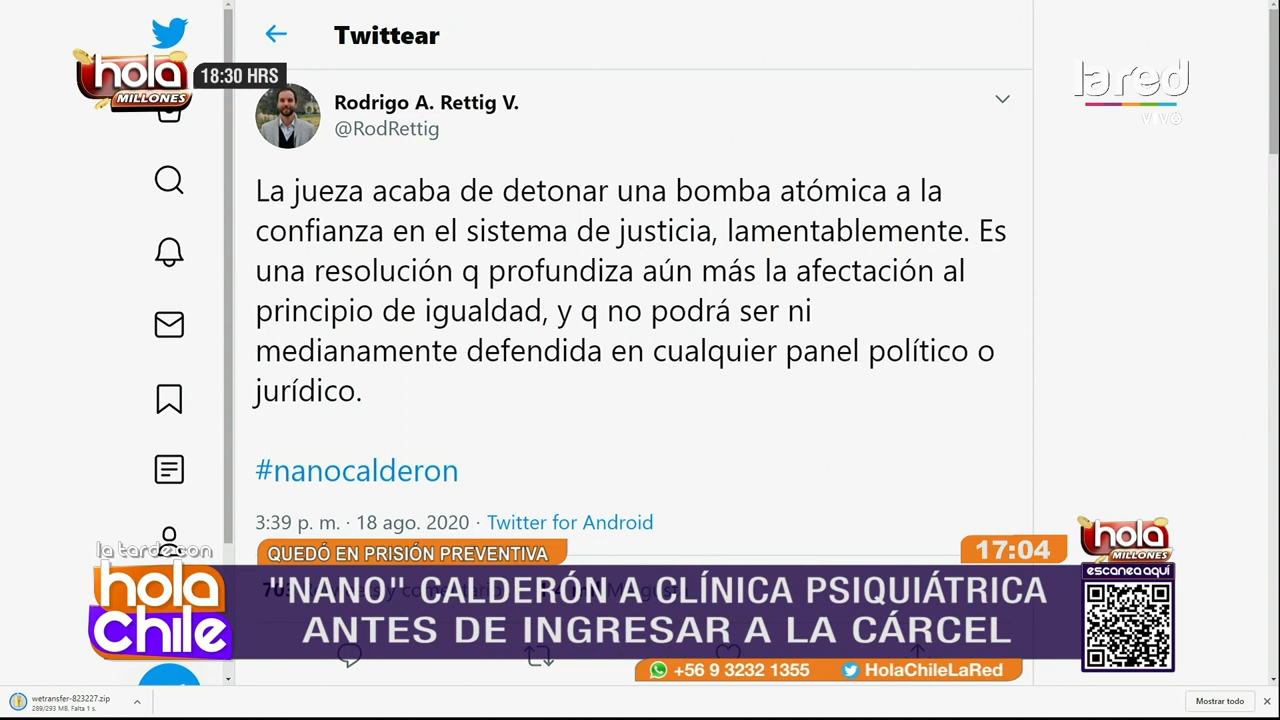 Twittear
hola
MILLONES
18:30 HRS
la red
VIVO
Rodrigo A. Rettig V.
@RodRettig
La jueza acaba de detonar una bomba atómica a la
confianza en el sistema de justicia, lamentablemente. Es
una resolución q profundiza aún más la afectación al
principio de igualdad, y q no podrá ser ni
medianamente defendida en cualquier panel político o
jurídico.
#nanocalderon
3:39 p. m. · 18 ago. 2020 · Twitter for Android
la tarde con
hola
chile
QUEDÓ EN PRISIÓN PREVENTIVA
17:04
hola
MILLONES
escanea aquí
"NANO" CALDERÓN A CLÍNICA PSIQUIÁTRICA
ANTES DE INGRESAR A LA CÁRCEL
+56 9 3232 1355
HolaChileLaRed
wetransfer-823227.zip
289/293 MB, Falta 1 s.
Mostrar todo